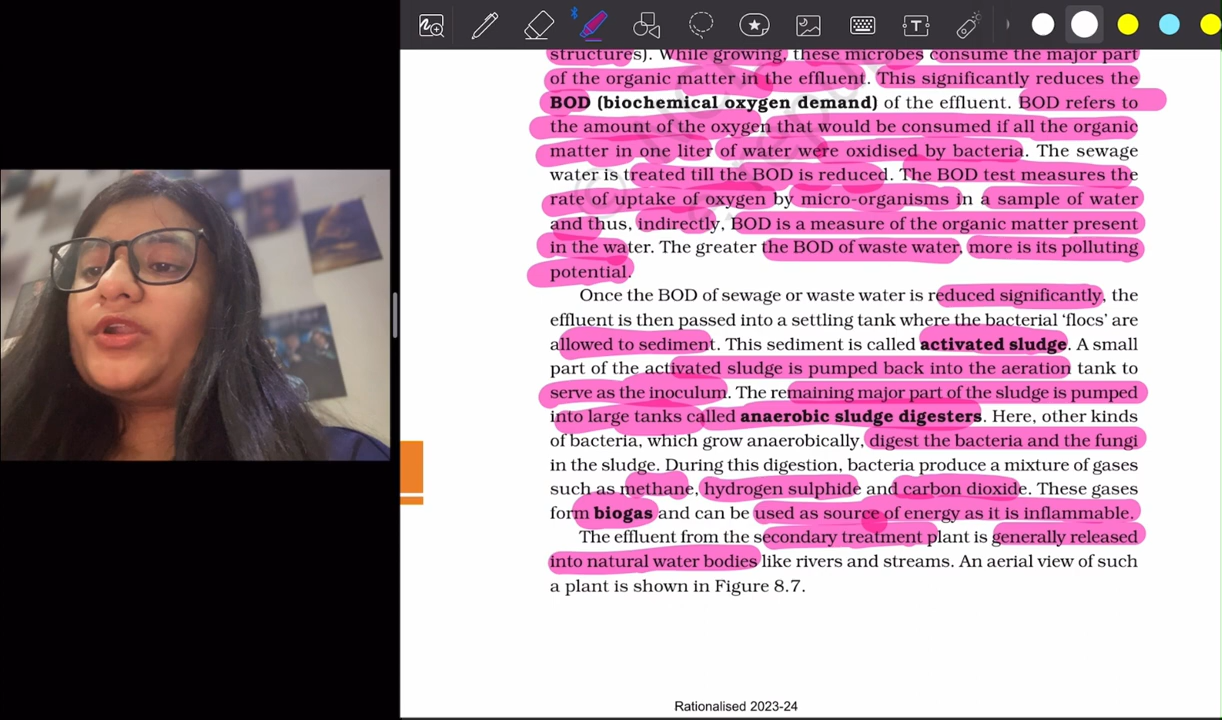 structures). While growing, these microbes consume the major part
of the organic matter in the effluent. This significantly reduces the
BOD (biochemical oxygen demand) of the effluent. BOD refers to
the amount of the oxygen that would be consumed if all the organic
matter in one liter of water were oxidised by bacteria. The sewage
water is treated till the BOD is reduced. The BOD test measures the
rate of uptake of oxygen by micro-organisms in a sample of water
and thus, indirectly, BOD is a measure of the organic matter present
in the water. The greater the BOD of waste water, more is its polluting
potential.
Once the BOD of sewage or waste water is reduced significantly, the
effluent is then passed into a settling tank where the bacterial ‘flocs’ are
allowed to sediment. This sediment is called activated sludge. A small
part of the activated sludge is pumped back into the aeration tank to
serve as the inoculum. The remaining major part of the sludge is pumped
into large tanks called anaerobic sludge digesters. Here, other kinds
of bacteria, which grow anaerobically, digest the bacteria and the fungi
in the sludge. During this digestion, bacteria produce a mixture of gases
such as methane, hydrogen sulphide and carbon dioxide. These gases
form biogas and can be used as source of energy as it is inflammable.
The effluent from the secondary treatment plant is generally released
into natural water bodies like rivers and streams. An aerial view of such
a plant is shown in Figure 8.7.
Rationalised 2023-24